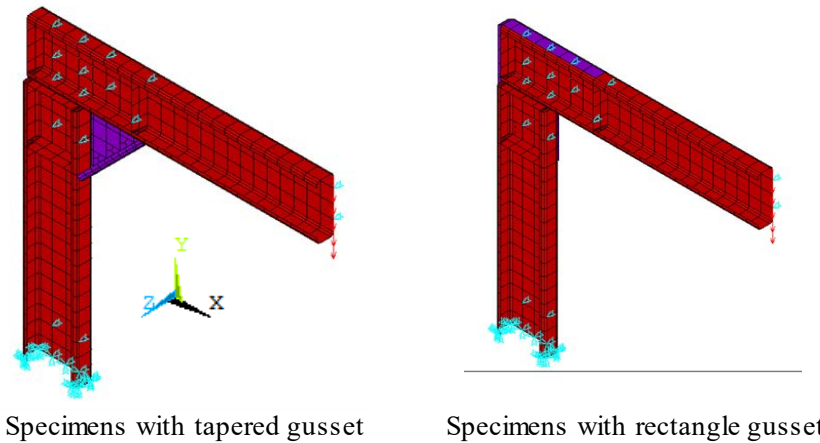 Y
Z
X
Specimens with tapered gusset
Specimens with rectangle gusset